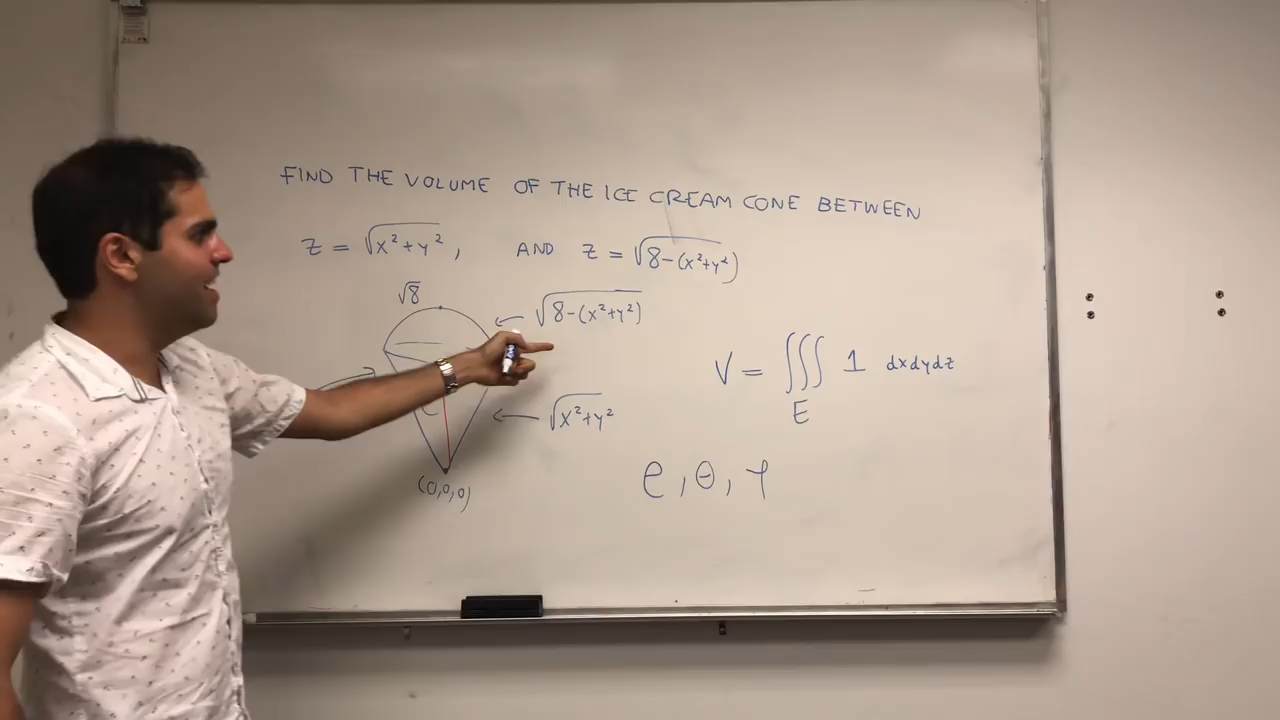 FIND THE VOLUME OF THE ICE CREAM CONE BETWEEN
z = √(x²+y²), AND z = √(8-(x²+y²))
√8
√(8-(x²+y²))
V = ∭_E 1 dxdydz
√(x²+y²)
ρ, θ, φ
(0,0,0)